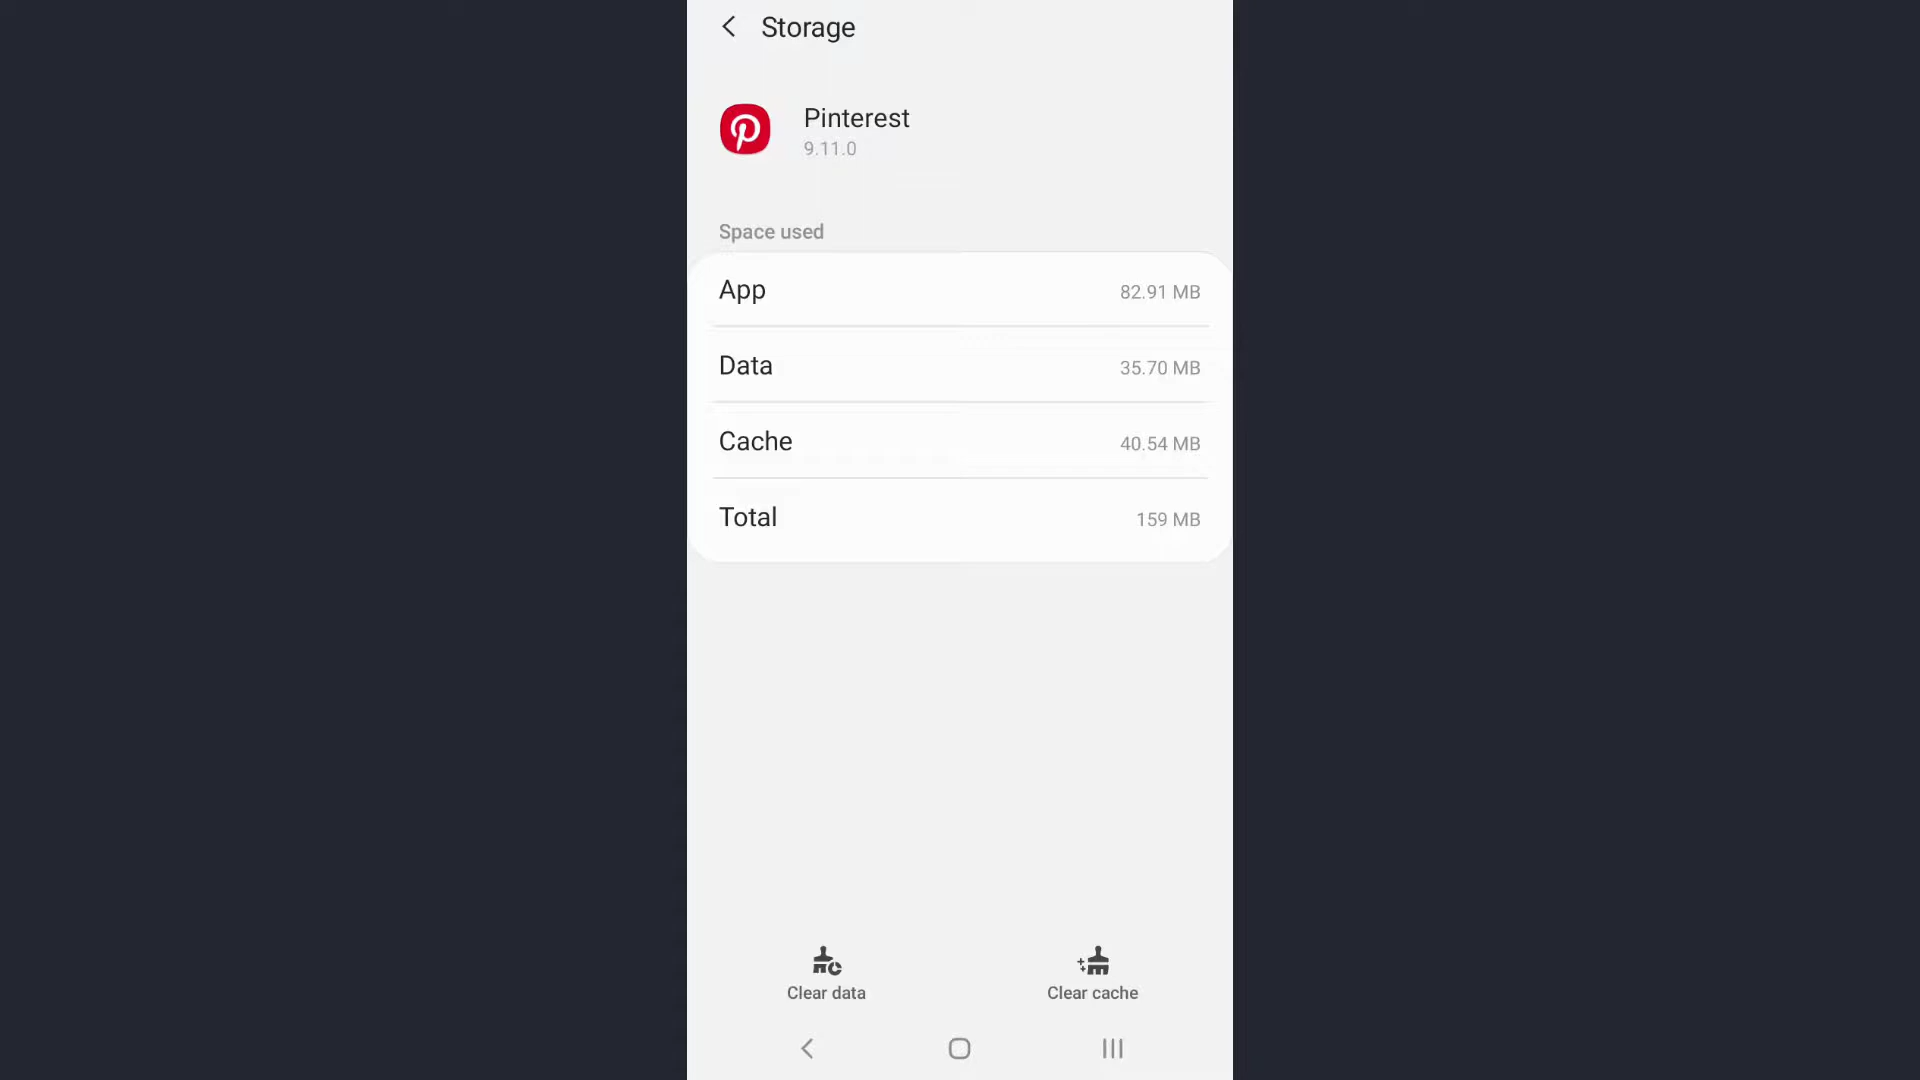 Storage
Pinterest
9.11.0
Space used
App 82.91 MB
Data 35.70 MB
Cache 40.54 MB
Total 159 MB
Clear data Clear cache